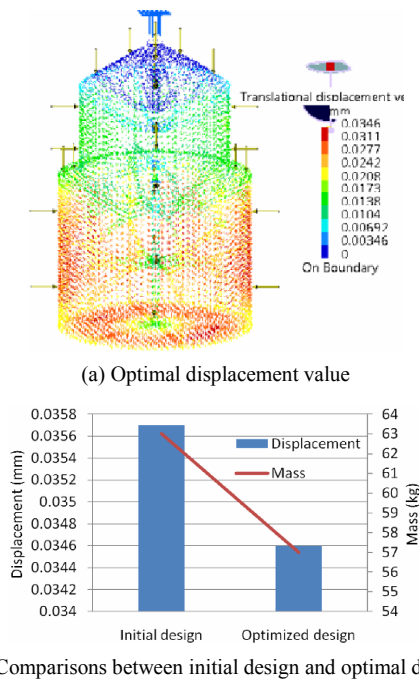 Translational displacement ve
mm
0.0346
0.0311
0.0277
0.0242
0.0208
0.0173
0.0138
0.0104
0.00692
0.00346
0
On Boundary
(a) Optimal displacement value
0.0358
0.0356
0.0354
0.0352
0.035
0.0348
0.0346
0.0344
0.0342
0.034
Displacement (mm)
Displacement
Mass
64
63
62
61
60
59
58
57
56
55
54
Mass (kg)
Initial design
Optimized design
Comparisons between initial design and optimal d